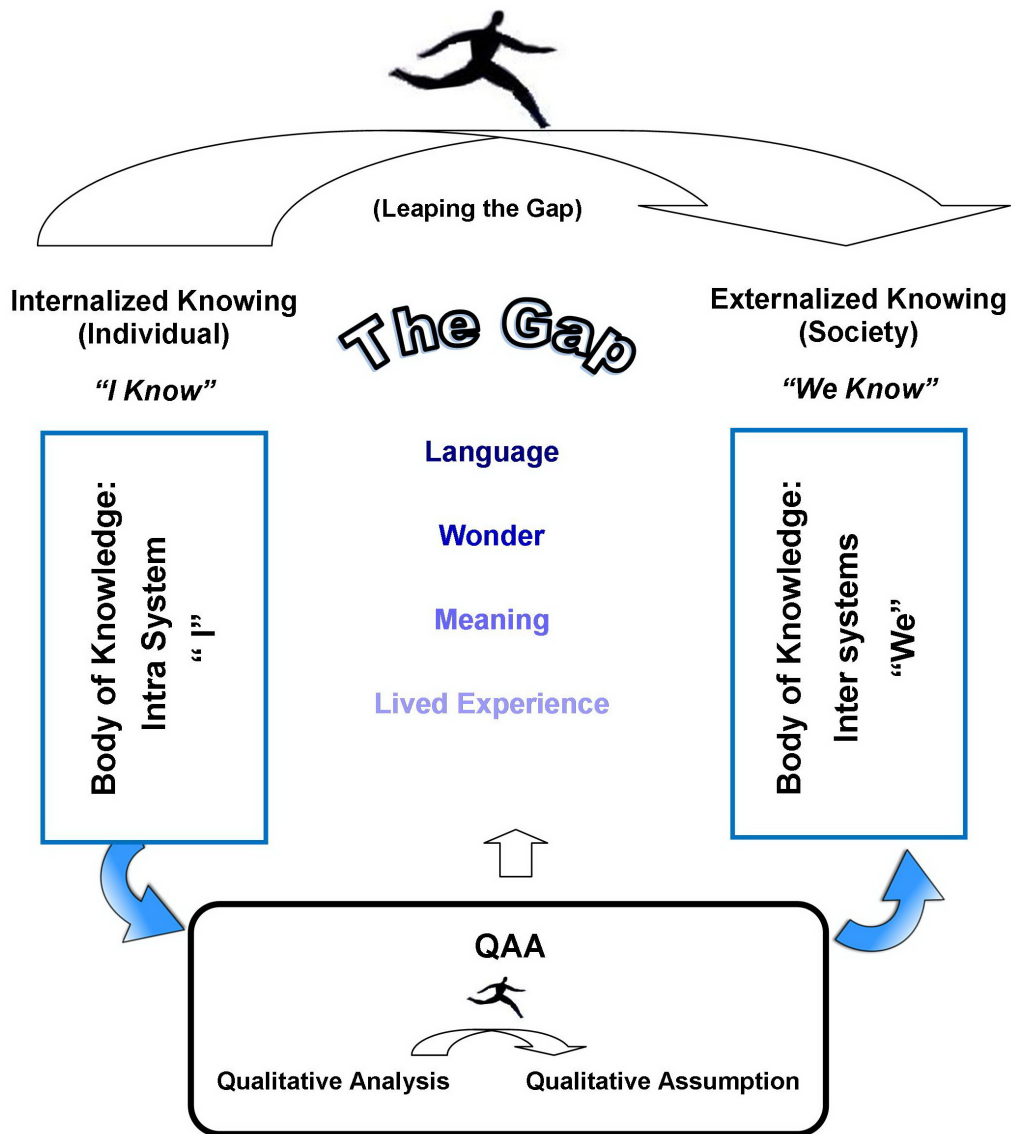 (Leaping the Gap)
Internalized Knowing
(Individual)
“I Know”
The Gap
Externalized Knowing
(Society)
“We Know”
Body of Knowledge:
Intra System
“ I”
Language
Wonder
Meaning
Lived Experience
Body of Knowledge:
Inter systems
“We”
QAA
Qualitative Analysis
Qualitative Assumption